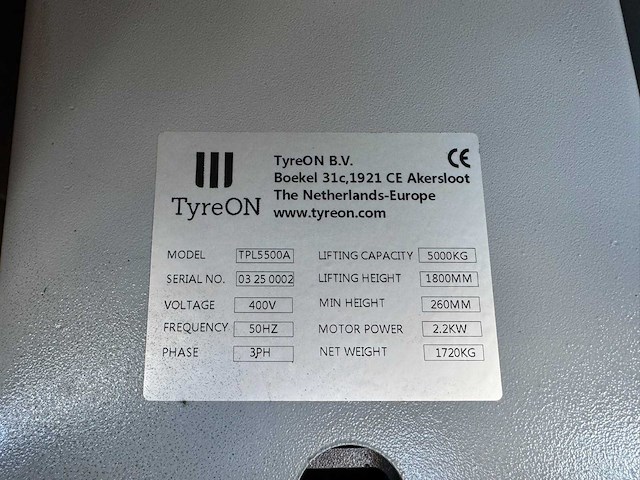 TyreON
TyreON B.V.
Boekel 31c,1921 CE Akersloot
The Netherlands-Europe
www.tyreon.com
CE
MODEL TPL5500A
SERIAL NO. 03 25 0002
VOLTAGE 400V
FREQUENCY 50HZ
PHASE 3PH
LIFTING CAPACITY 5000KG
LIFTING HEIGHT 1800MM
MIN HEIGHT 260MM
MOTOR POWER 2.2KW
NET WEIGHT 1720KG